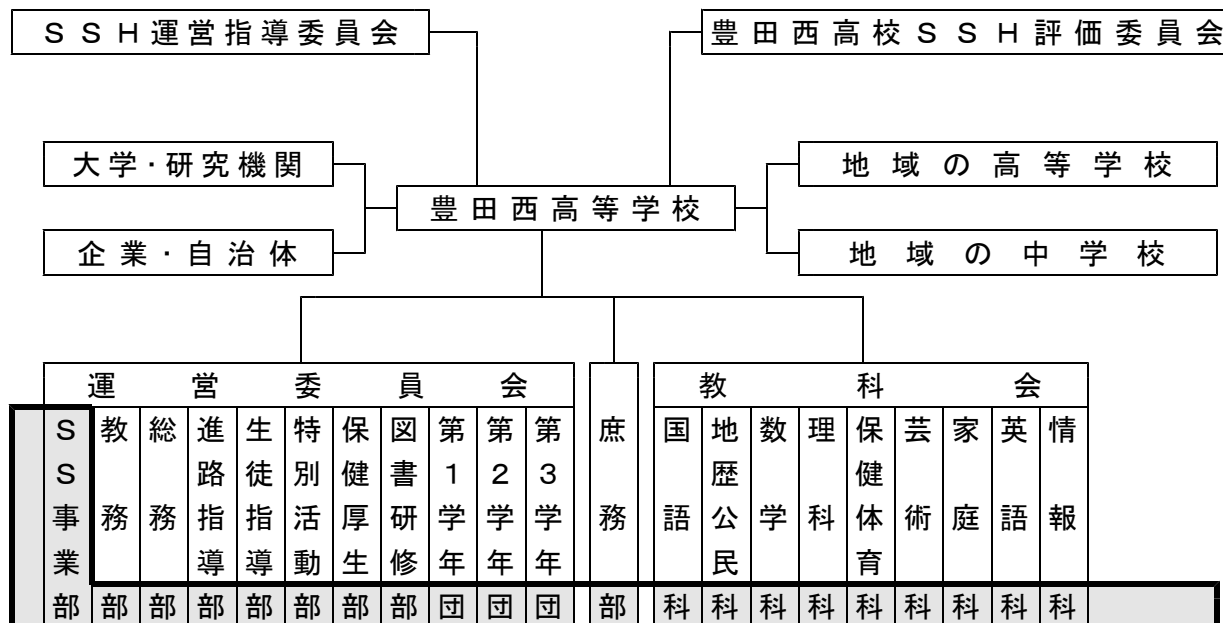 SSH運営指導委員会
豊田西高校SSH評価委員会
大学・研究機関
地域の高等学校
豊田西高等学校
企業・自治体
地域の中学校
運営委員会
SS事業部
教務部
総務部
進路指導部
生徒指導部
特別活動部
保健厚生部
図書研修部
第1学年団
第2学年団
第3学年団
庶務部
教科会
国語科
地歴公民科
数学科
理科科
保健体育科
芸術科
家庭科
英語科
情報科